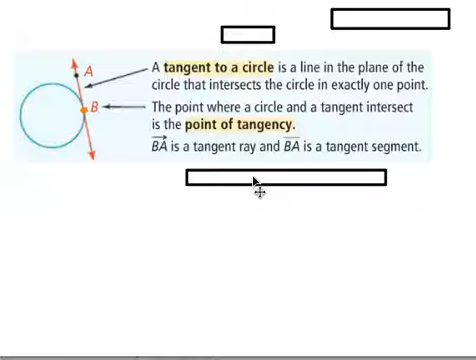 A
A tangent to a circle is a line in the plane of the
circle that intersects the circle in exactly one point.
B
The point where a circle and a tangent intersect
is the point of tangency.
BA is a tangent ray and BA is a tangent segment.